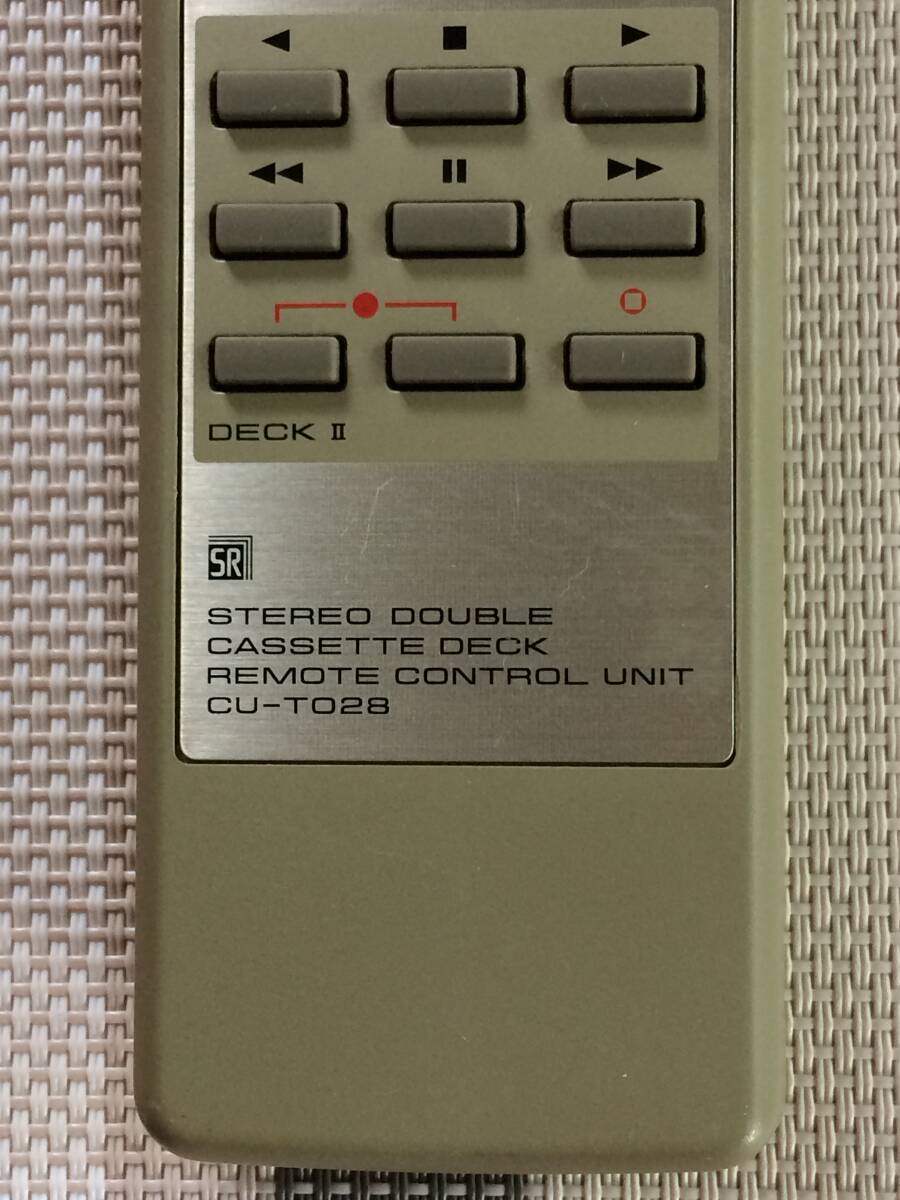 DECK II
SR
STEREO DOUBLE
CASSETTE DECK
REMOTE CONTROL UNIT
CU-T028